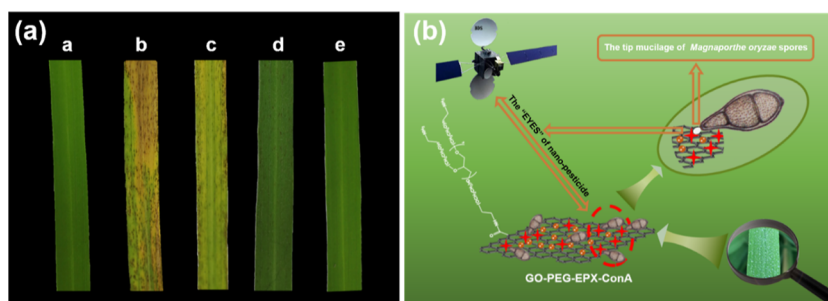 (a)
a b c d e
(b)
The tip mucilage of Magnaporthe oryzae spores
The "EYES" of nano-pesticide
GO-PEG-EPX-ConA